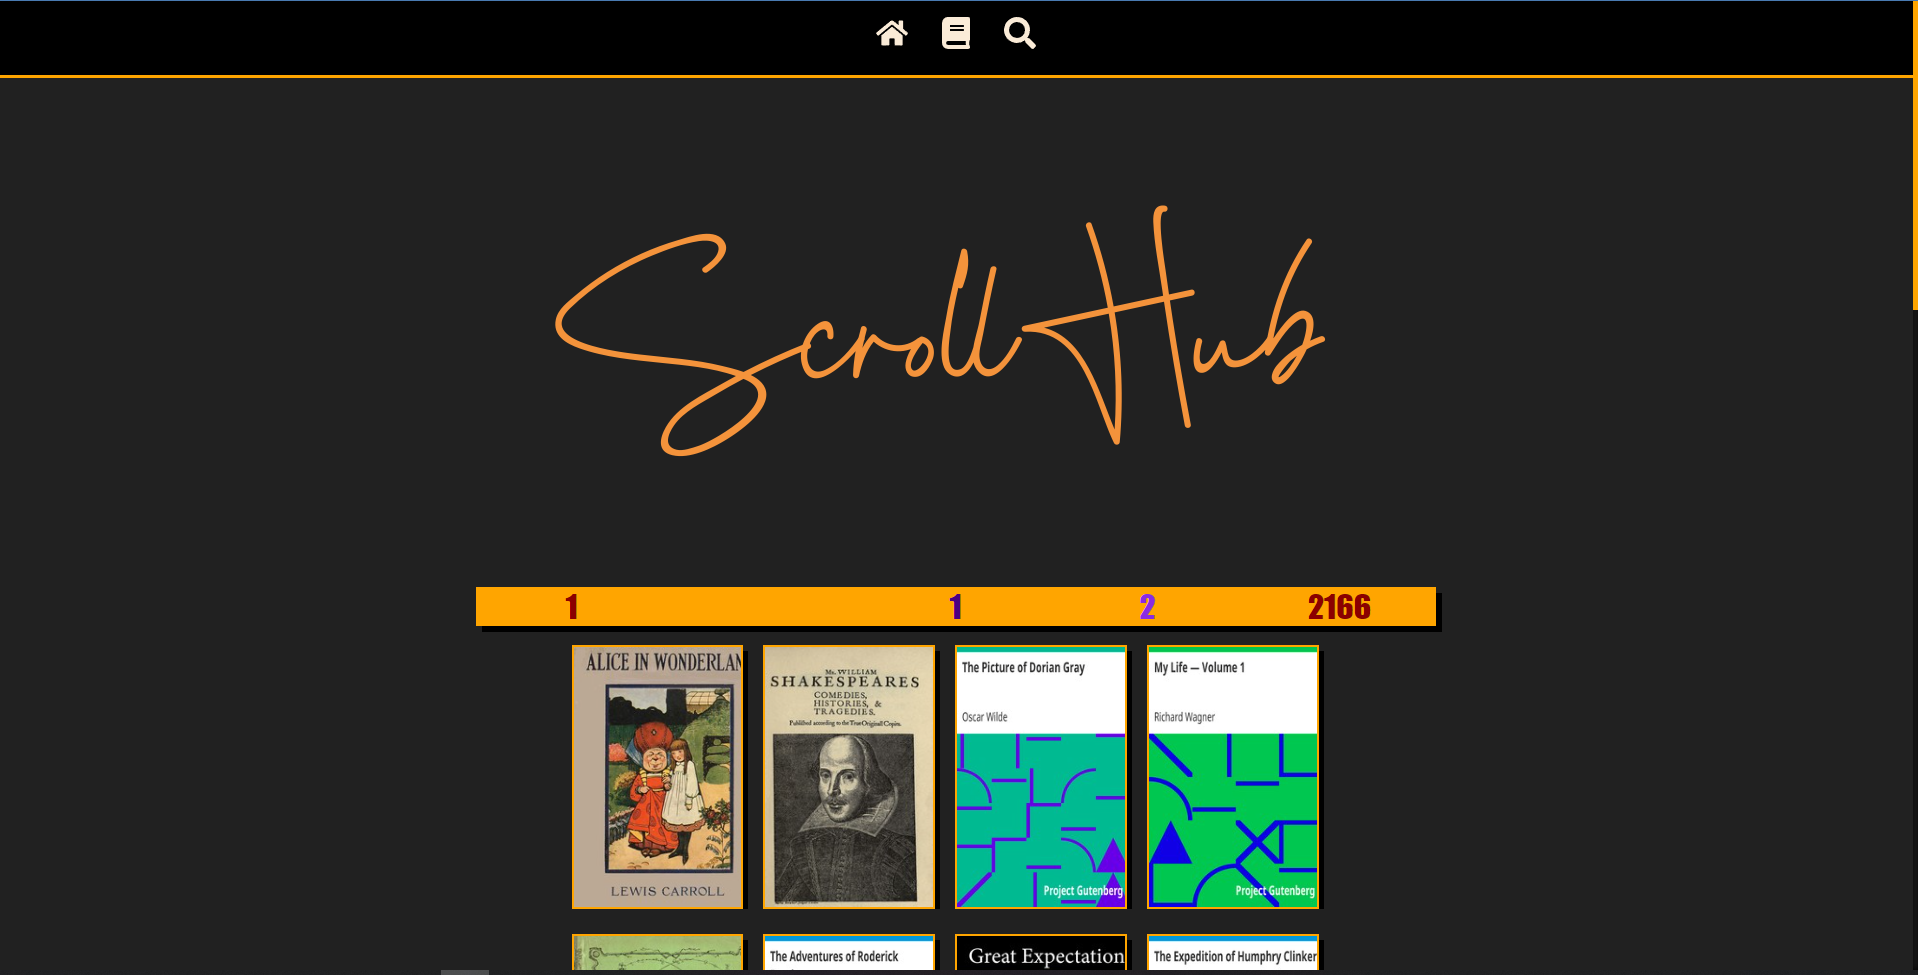 ScrollHub
1 1 2 2166
ALICE IN WONDERLAN
LEWIS CARROLL
Mr. WILLIAM
SHAKESPEARES
COMEDIES,
HISTORIES, &
TRAGEDIES.
Published according to the True Originall Copies.
The Picture of Dorian Gray
Oscar Wilde
Project Gutenberg
My Life — Volume 1
Richard Wagner
Project Gutenberg
The Adventures of Roderick
Great Expectation
The Expedition of Humphry Clinker